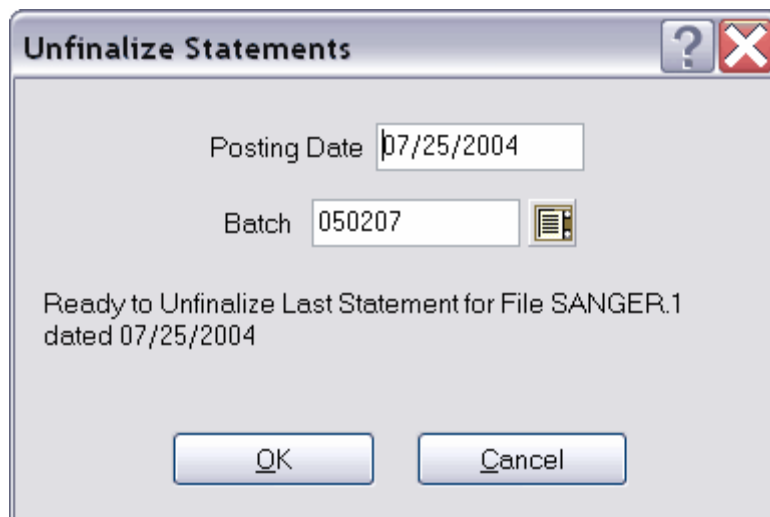 Unfinalize Statements
Posting Date 07/25/2004
Batch 050207
Ready to Unfinalize Last Statement for File SANGER.1
dated 07/25/2004
OK Cancel